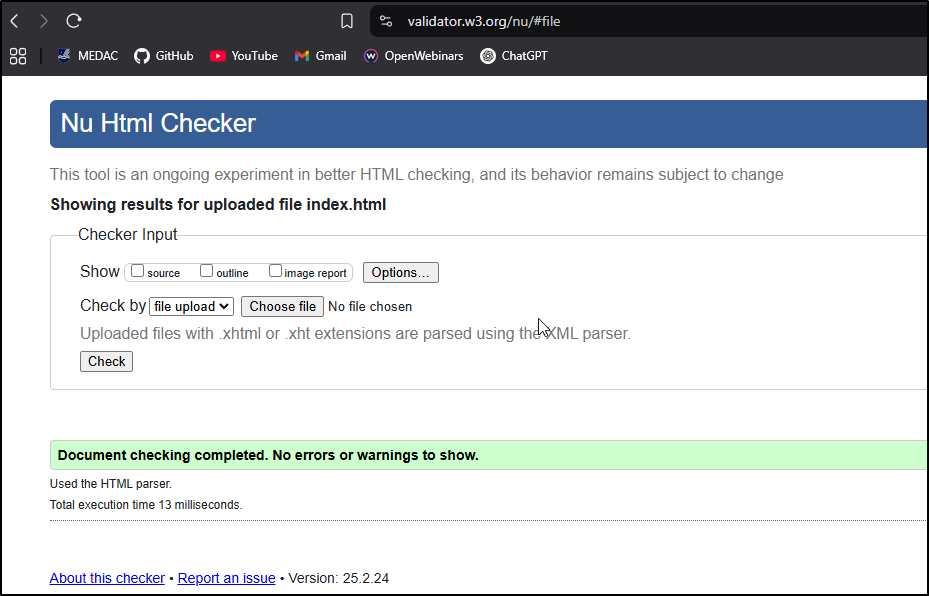 validator.w3.org/nu/#file
MEDAC GitHub YouTube Gmail OpenWebinars ChatGPT
Nu Html Checker
This tool is an ongoing experiment in better HTML checking, and its behavior remains subject to change
Showing results for uploaded file index.html
Checker Input
Show source outline image report Options...
Check by file upload Choose file No file chosen
Uploaded files with .xhtml or .xht extensions are parsed using the XML parser.
Check
Document checking completed. No errors or warnings to show.
Used the HTML parser.
Total execution time 13 milliseconds.
About this checker • Report an issue • Version: 25.2.24